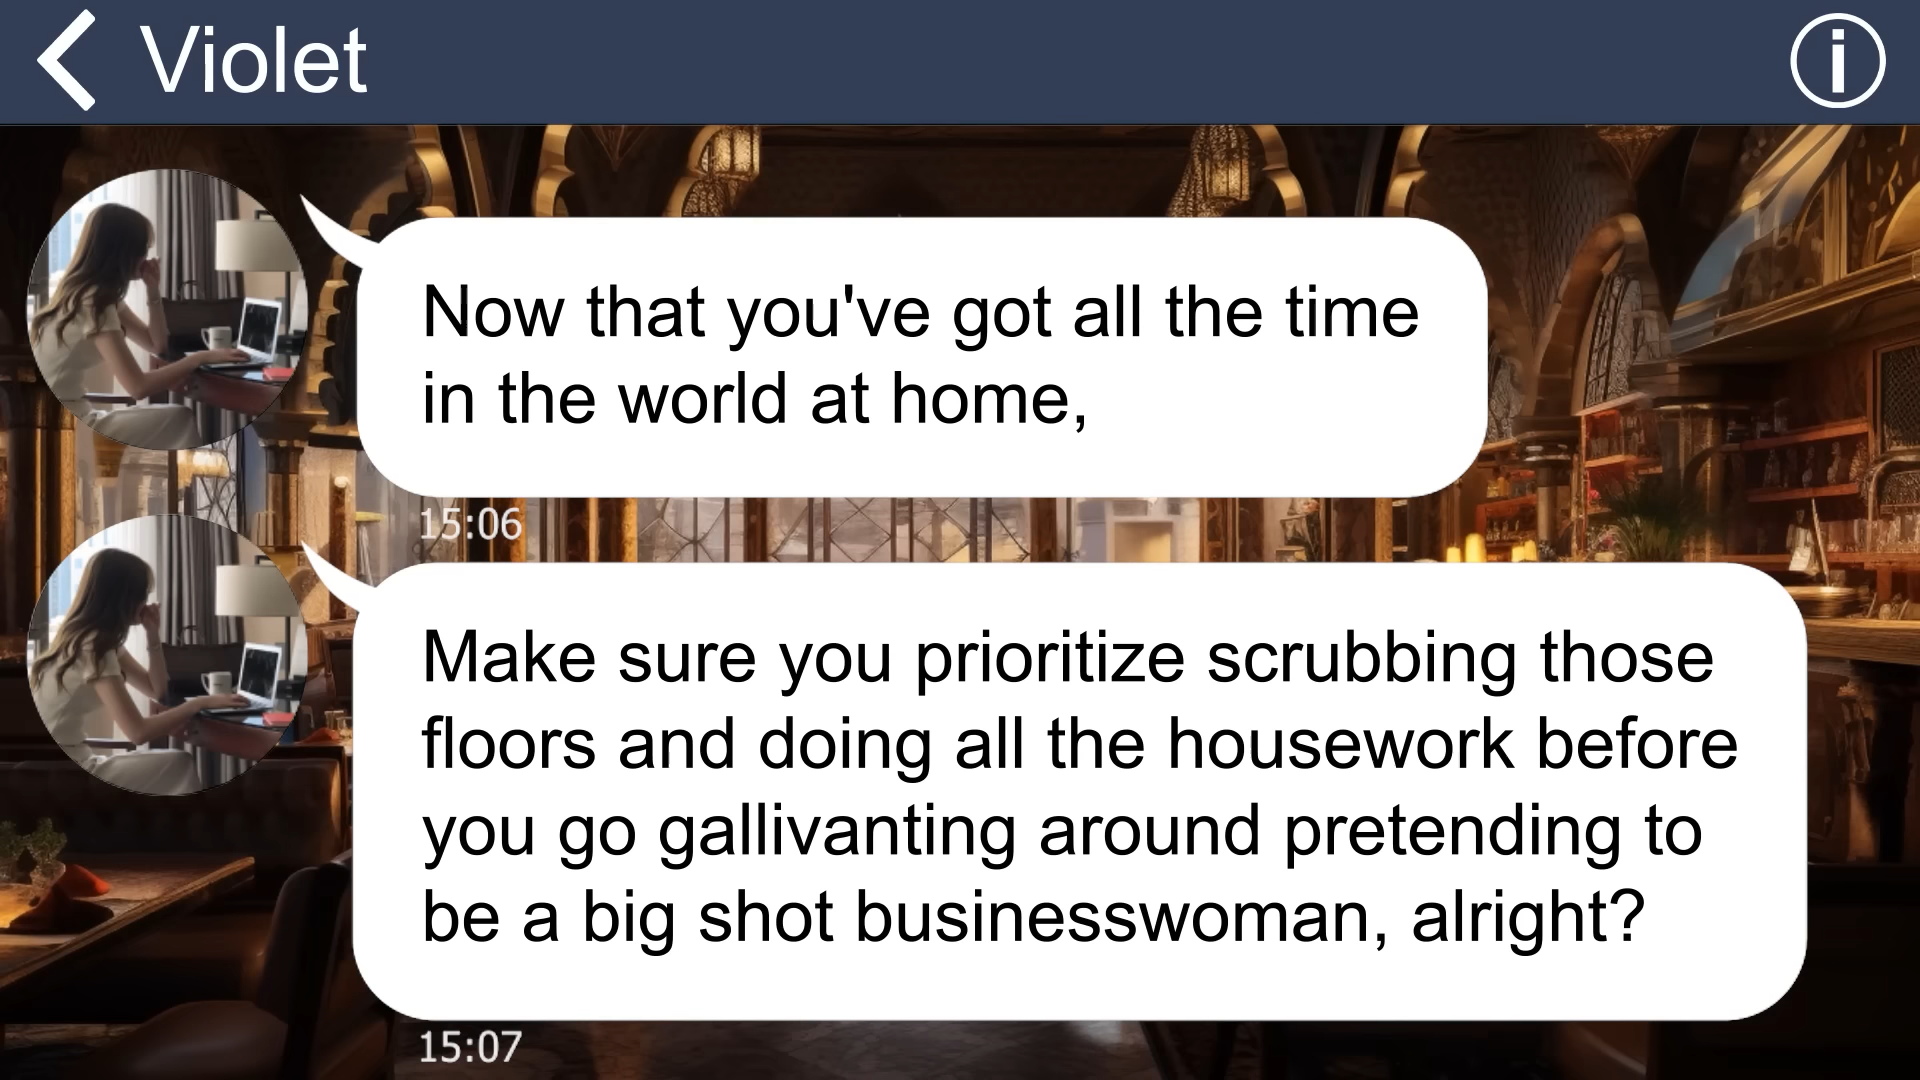 Violet
Now that you've got all the time
in the world at home,
15:06
Make sure you prioritize scrubbing those
floors and doing all the housework before
you go gallivanting around pretending to
be a big shot businesswoman, alright?
15:07